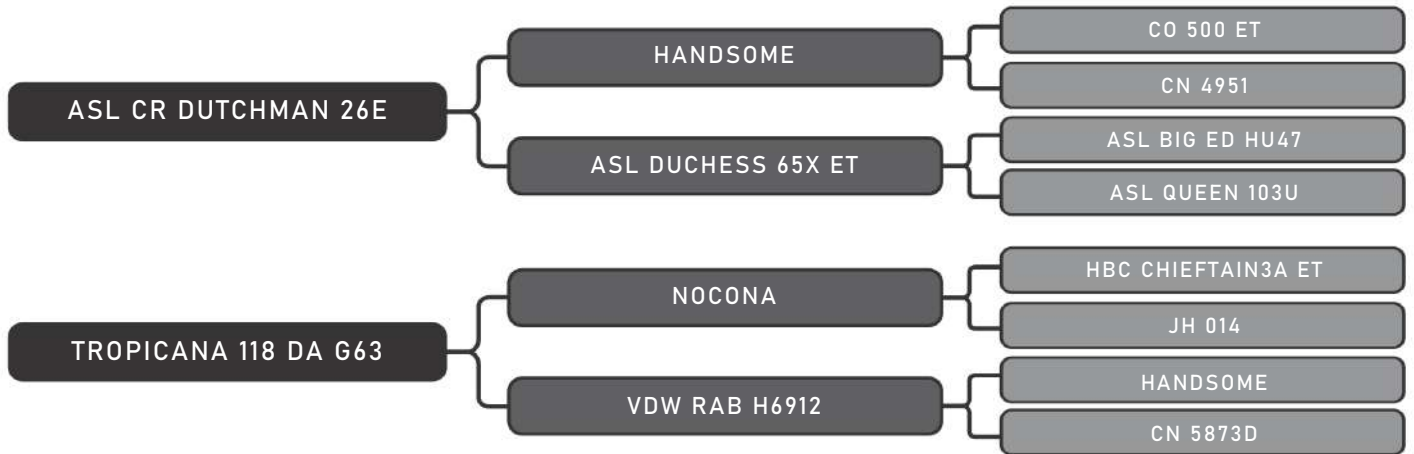 ASL CR DUTCHMAN 26E
HANDSOME
CO 500 ET
CN 4951
ASL DUCHESS 65X ET
ASL BIG ED HU47
ASL QUEEN 103U
TROPICANA 118 DA G63
NOCONA
HBC CHIEFTAIN3A ET
JH 014
VDW RAB H6912
HANDSOME
CN 5873D